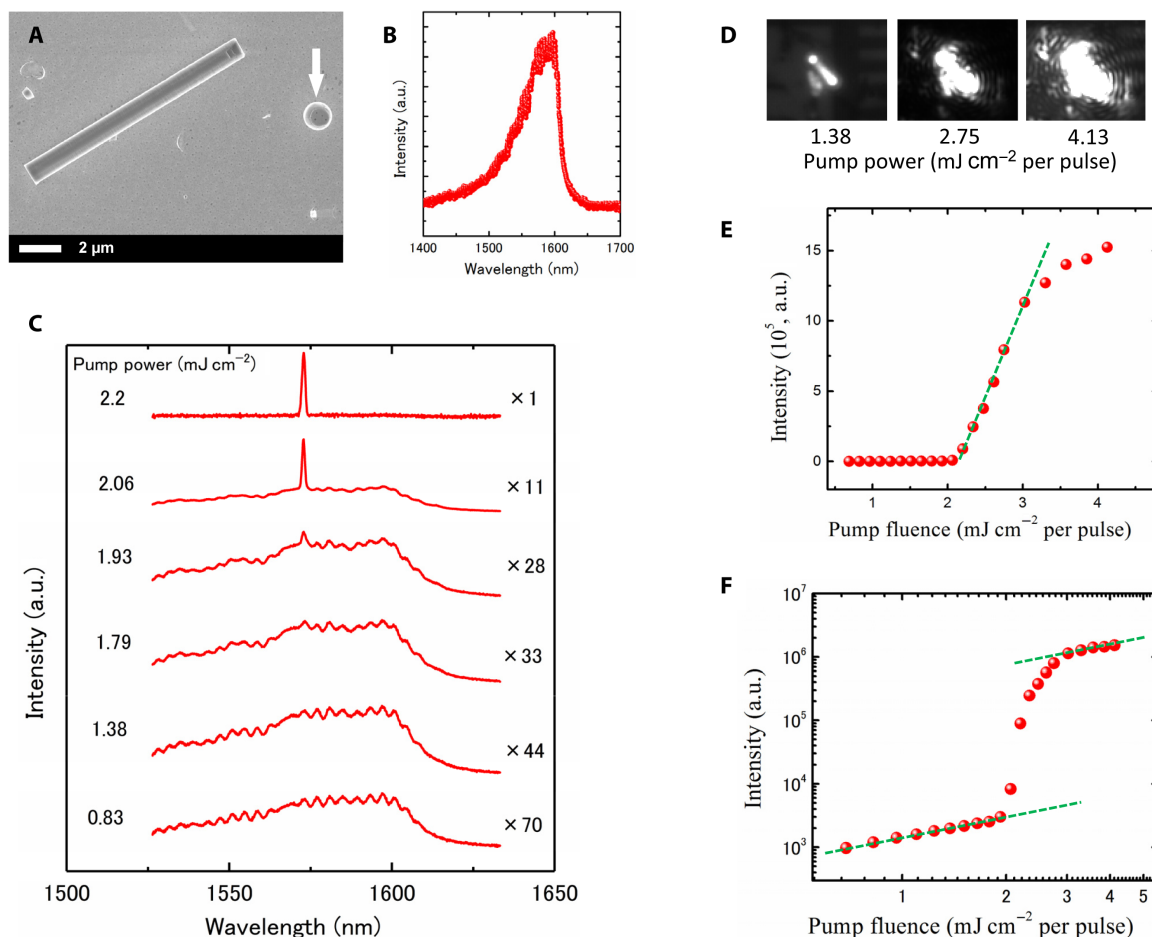 A
2 µm
B
Intensity (a.u.)
1400 1500 1600 1700
Wavelength (nm)
C
Pump power (mJ cm⁻²)
2.2 ×1
2.06 ×11
1.93 ×28
1.79 ×33
1.38 ×44
0.83 ×70
Intensity (a.u.)
1500 1550 1600 1650
Wavelength (nm)
D
1.38 2.75 4.13
Pump power (mJ cm⁻² per pulse)
E
Intensity (10⁵, a.u.)
15
10
5
0
1 2 3 4
Pump fluence (mJ cm⁻² per pulse)
F
Intensity (a.u.)
10⁷
10⁶
10⁵
10⁴
10³
1 2 3 4 5
Pump fluence (mJ cm⁻² per pulse)